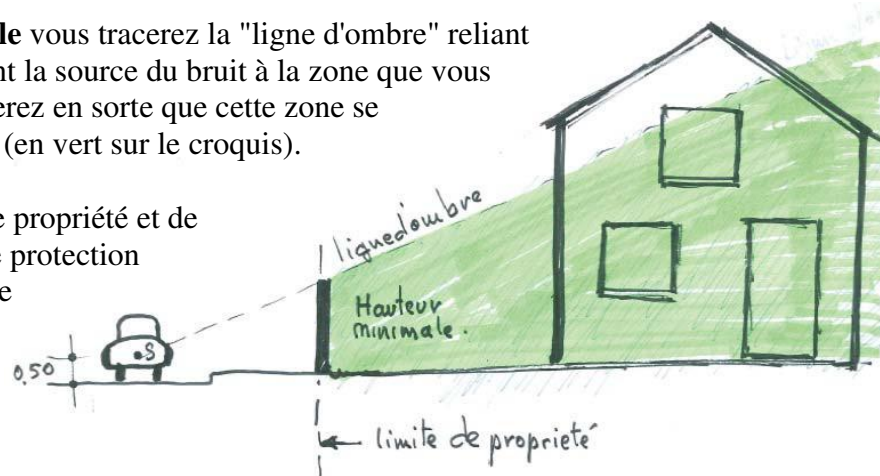 le vous tracerez la "ligne d'ombre" reliant
nt la source du bruit à la zone que vous
erez en sorte que cette zone se
(en vert sur le croquis).
e propriété et de
e protection
e
ligne d'ombre
Hauteur
minimale.
S
0,50
limite de propriété